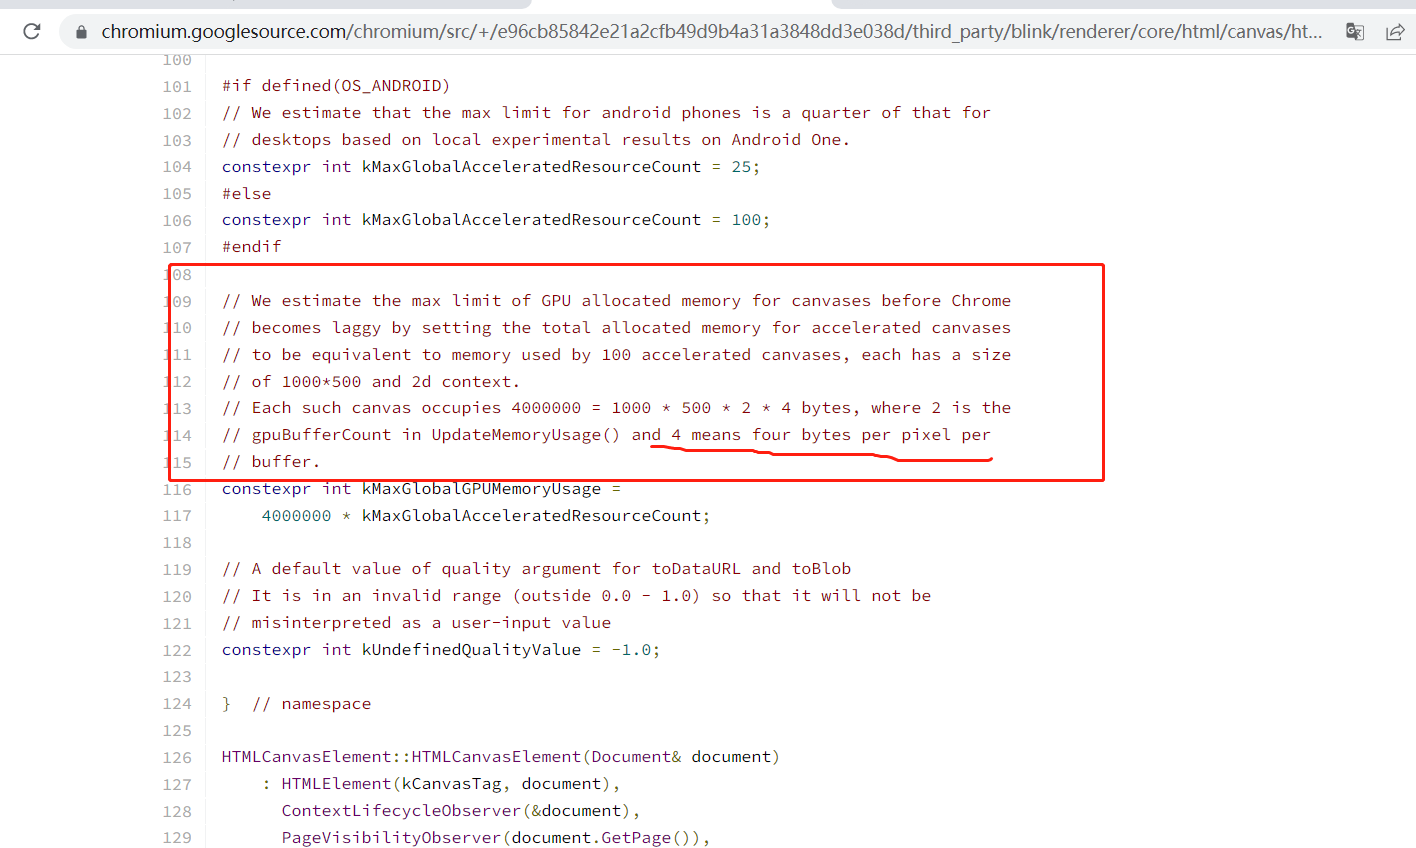 chromium.googlesource.com/chromium/src/+/e96cb85842e21a2cfb49d9b4a31a3848dd3e038d/third_party/blink/renderer/core/html/canvas/ht...
100
101 #if defined(OS_ANDROID)
102 // We estimate that the max limit for android phones is a quarter of that for
103 // desktops based on local experimental results on Android One.
104 constexpr int kMaxGlobalAcceleratedResourceCount = 25;
105 #else
106 constexpr int kMaxGlobalAcceleratedResourceCount = 100;
107 #endif
108
109 // We estimate the max limit of GPU allocated memory for canvases before Chrome
110 // becomes laggy by setting the total allocated memory for accelerated canvases
111 // to be equivalent to memory used by 100 accelerated canvases, each has a size
112 // of 1000*500 and 2d context.
113 // Each such canvas occupies 4000000 = 1000 * 500 * 2 * 4 bytes, where 2 is the
114 // gpuBufferCount in UpdateMemoryUsage() and 4 means four bytes per pixel per
115 // buffer.
116 constexpr int kMaxGlobalGPUMemoryUsage =
117 4000000 * kMaxGlobalAcceleratedResourceCount;
118
119 // A default value of quality argument for toDataURL and toBlob
120 // It is in an invalid range (outside 0.0 - 1.0) so that it will not be
121 // misinterpreted as a user-input value
122 constexpr int kUndefinedQualityValue = -1.0;
123
124 } // namespace
125
126 HTMLCanvasElement::HTMLCanvasElement(Document& document)
127 : HTMLElement(kCanvasTag, document),
128 ContextLifecycleObserver(&document),
129 PageVisibilityObserver(document.GetPage()),